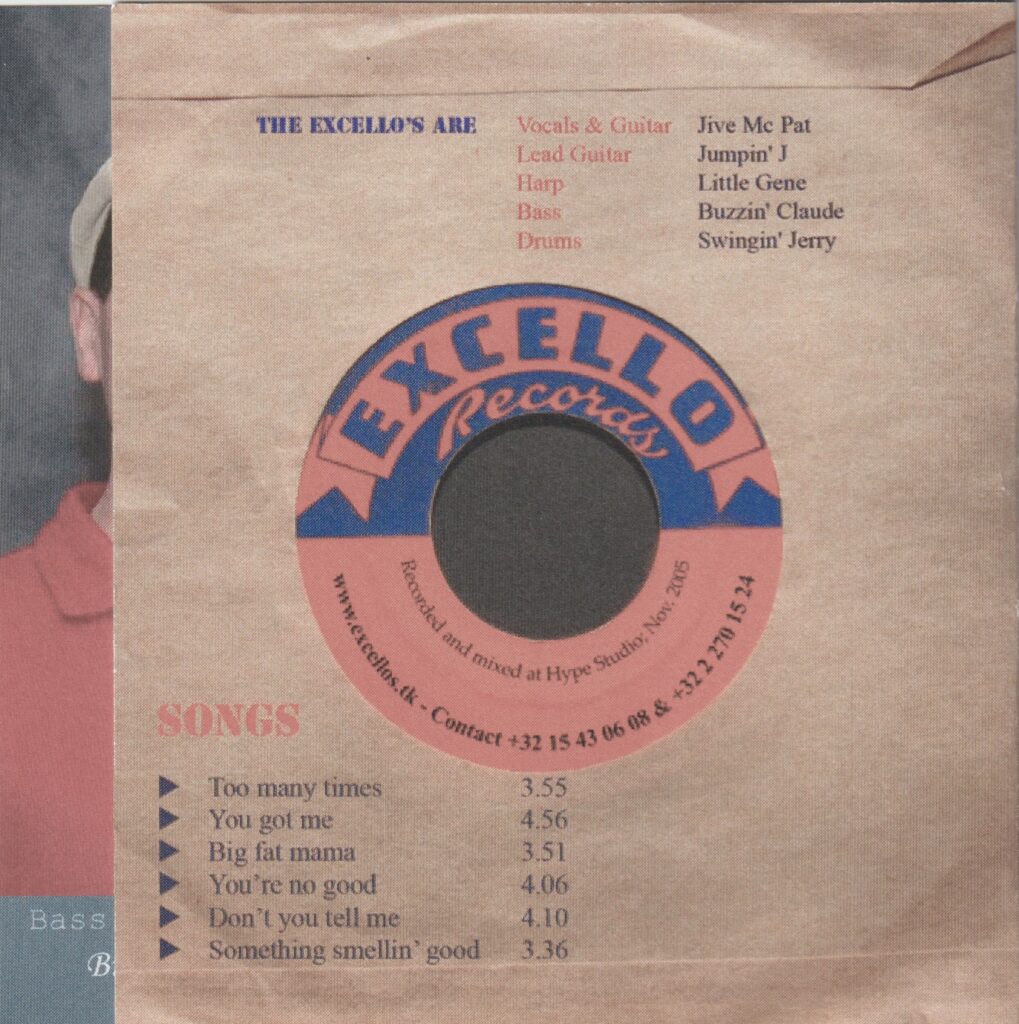 THE EXCELLO'S ARE
Vocals & Guitar Jive Mc Pat
Lead Guitar Jumpin' J
Harp Little Gene
Bass Buzzin' Claude
Drums Swingin' Jerry
EXCELLO
Records
Recorded and mixed at Hype Studio; Nov. 2005
www.excellos.tk - Contact +32 15 43 06 08 & +32 2 270 15 24
SONGS
Too many times 3.55
You got me 4.56
Big fat mama 3.51
You're no good 4.06
Don't you tell me 4.10
Something smellin' good 3.36
Bass